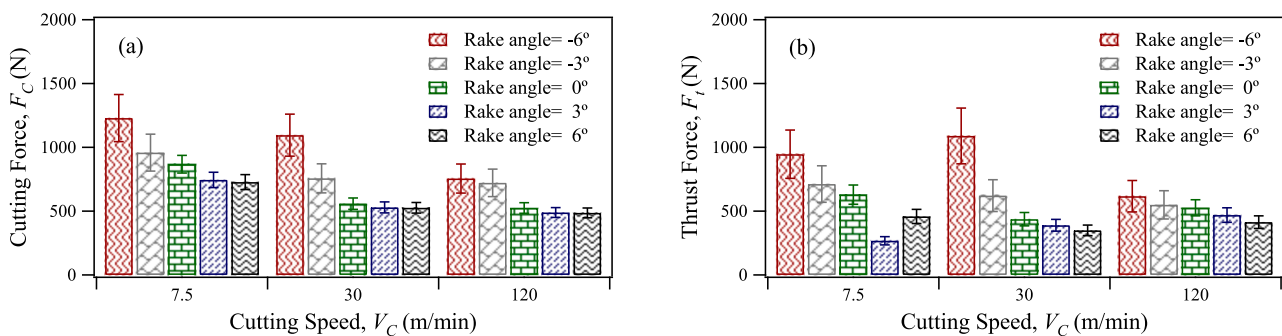 2000
1500
1000
500
0
Cutting Force, F_C (N)
(a)
Rake angle= -6º
Rake angle= -3º
Rake angle= 0º
Rake angle= 3º
Rake angle= 6º
7.5
30
120
Cutting Speed, V_C (m/min)
2000
1500
1000
500
0
Thrust Force, F_t (N)
(b)
Rake angle= -6º
Rake angle= -3º
Rake angle= 0º
Rake angle= 3º
Rake angle= 6º
7.5
30
120
Cutting Speed, V_C (m/min)